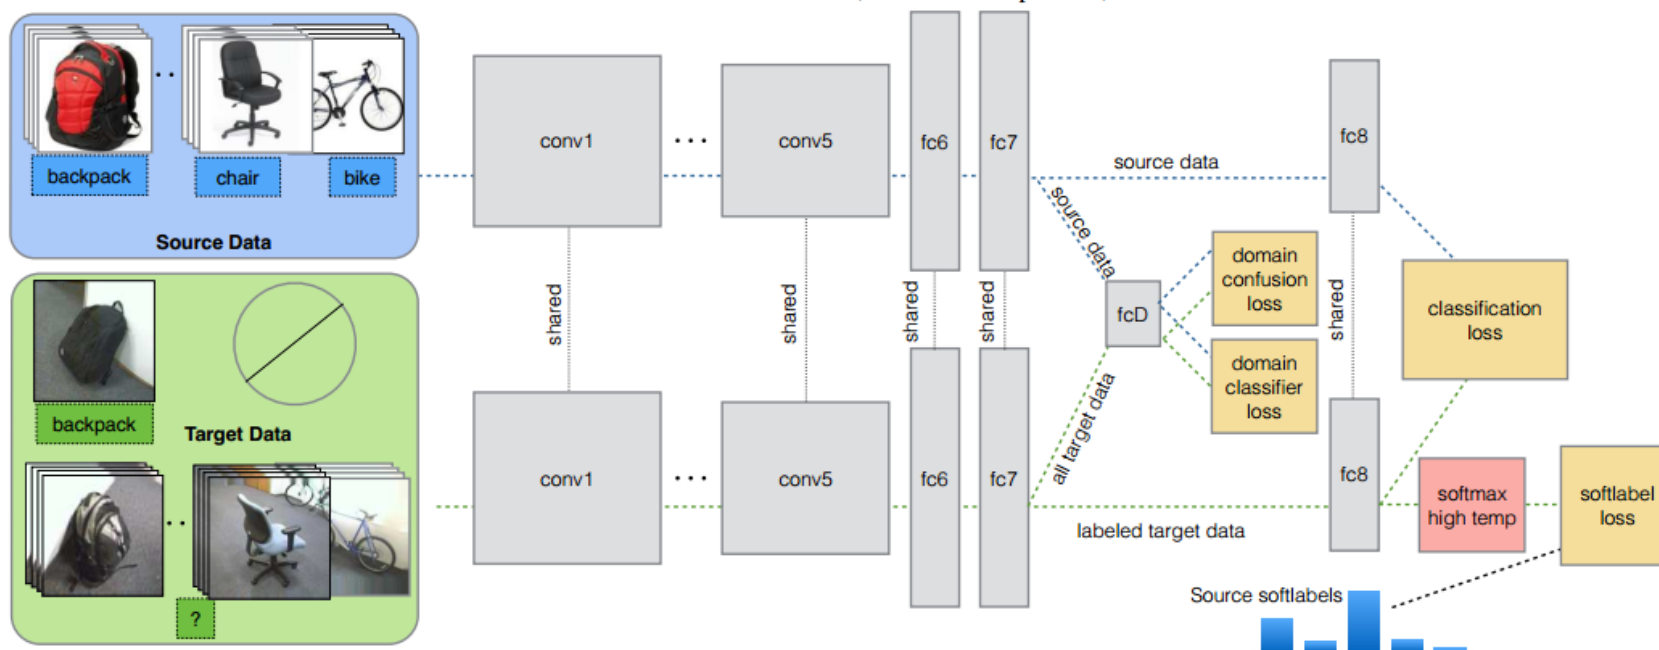 backpack
chair
bike
Source Data
backpack
Target Data
?
conv1
conv5
fc6
fc7
source data
fc8
source data
shared
shared
shared
shared
fcD
domain
confusion
loss
domain
classifier
loss
shared
classification
loss
all target data
conv1
conv5
fc6
fc7
labeled target data
fc8
softmax
high temp
softlabel
loss
Source softlabels